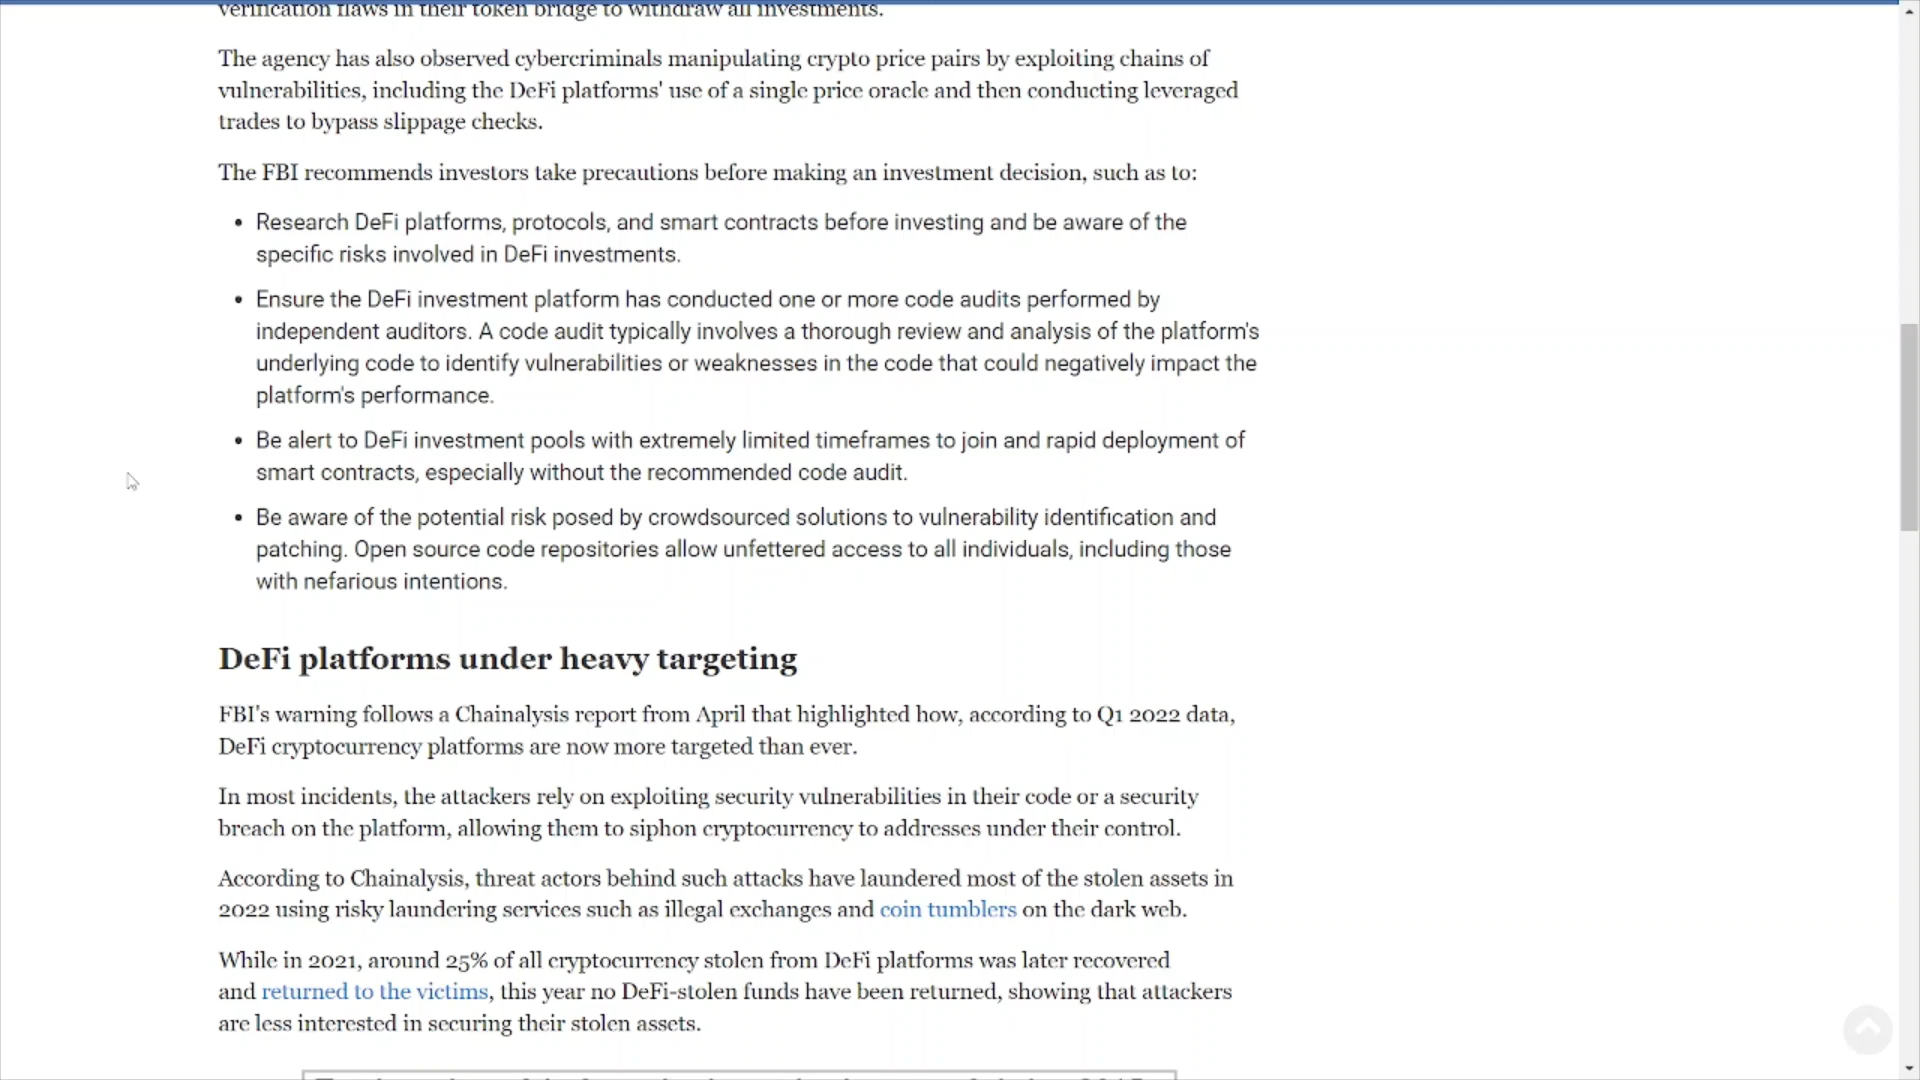 verification flaws in their token bridge to withdraw all investments.
The agency has also observed cybercriminals manipulating crypto price pairs by exploiting chains of
vulnerabilities, including the DeFi platforms' use of a single price oracle and then conducting leveraged
trades to bypass slippage checks.
The FBI recommends investors take precautions before making an investment decision, such as to:
• Research DeFi platforms, protocols, and smart contracts before investing and be aware of the
specific risks involved in DeFi investments.
• Ensure the DeFi investment platform has conducted one or more code audits performed by
independent auditors. A code audit typically involves a thorough review and analysis of the platform's
underlying code to identify vulnerabilities or weaknesses in the code that could negatively impact the
platform's performance.
• Be alert to DeFi investment pools with extremely limited timeframes to join and rapid deployment of
smart contracts, especially without the recommended code audit.
• Be aware of the potential risk posed by crowdsourced solutions to vulnerability identification and
patching. Open source code repositories allow unfettered access to all individuals, including those
with nefarious intentions.
DeFi platforms under heavy targeting
FBI's warning follows a Chainalysis report from April that highlighted how, according to Q1 2022 data,
DeFi cryptocurrency platforms are now more targeted than ever.
In most incidents, the attackers rely on exploiting security vulnerabilities in their code or a security
breach on the platform, allowing them to siphon cryptocurrency to addresses under their control.
According to Chainalysis, threat actors behind such attacks have laundered most of the stolen assets in
2022 using risky laundering services such as illegal exchanges and coin tumblers on the dark web.
While in 2021, around 25% of all cryptocurrency stolen from DeFi platforms was later recovered
and returned to the victims, this year no DeFi-stolen funds have been returned, showing that attackers
are less interested in securing their stolen assets.